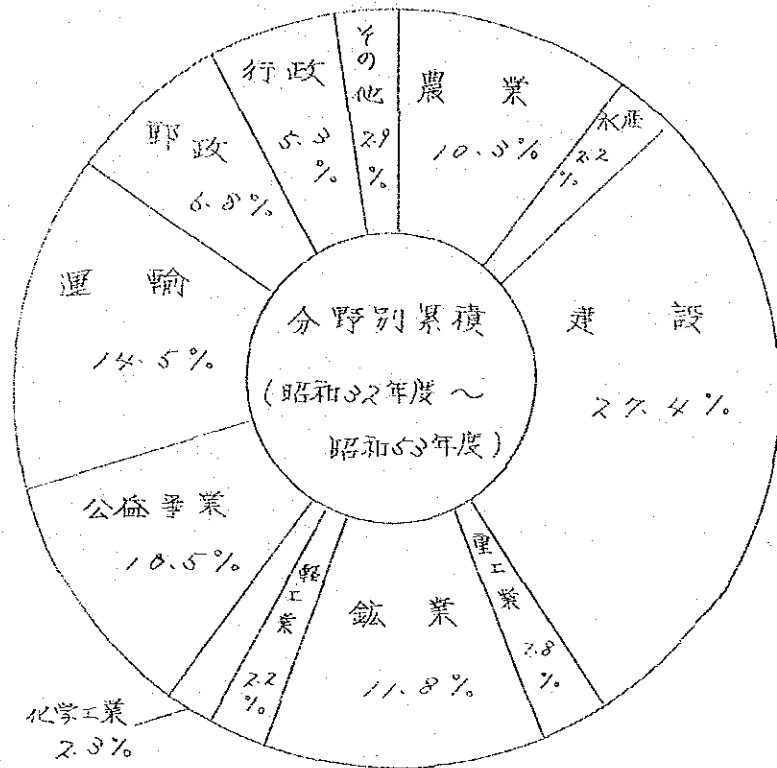 農業
10.3%
水産
2.2
%
建設
27.4%
重工業
2.8
%
鉱業
11.8%
軽工業
2.2
%
化学工業
2.3%
公益事業
10.5%
運輸
14.5%
郵政
6.8%
行政
5.3
%
その他
2.9
%
分野別累積
(昭和32年度 ~
昭和53年度)